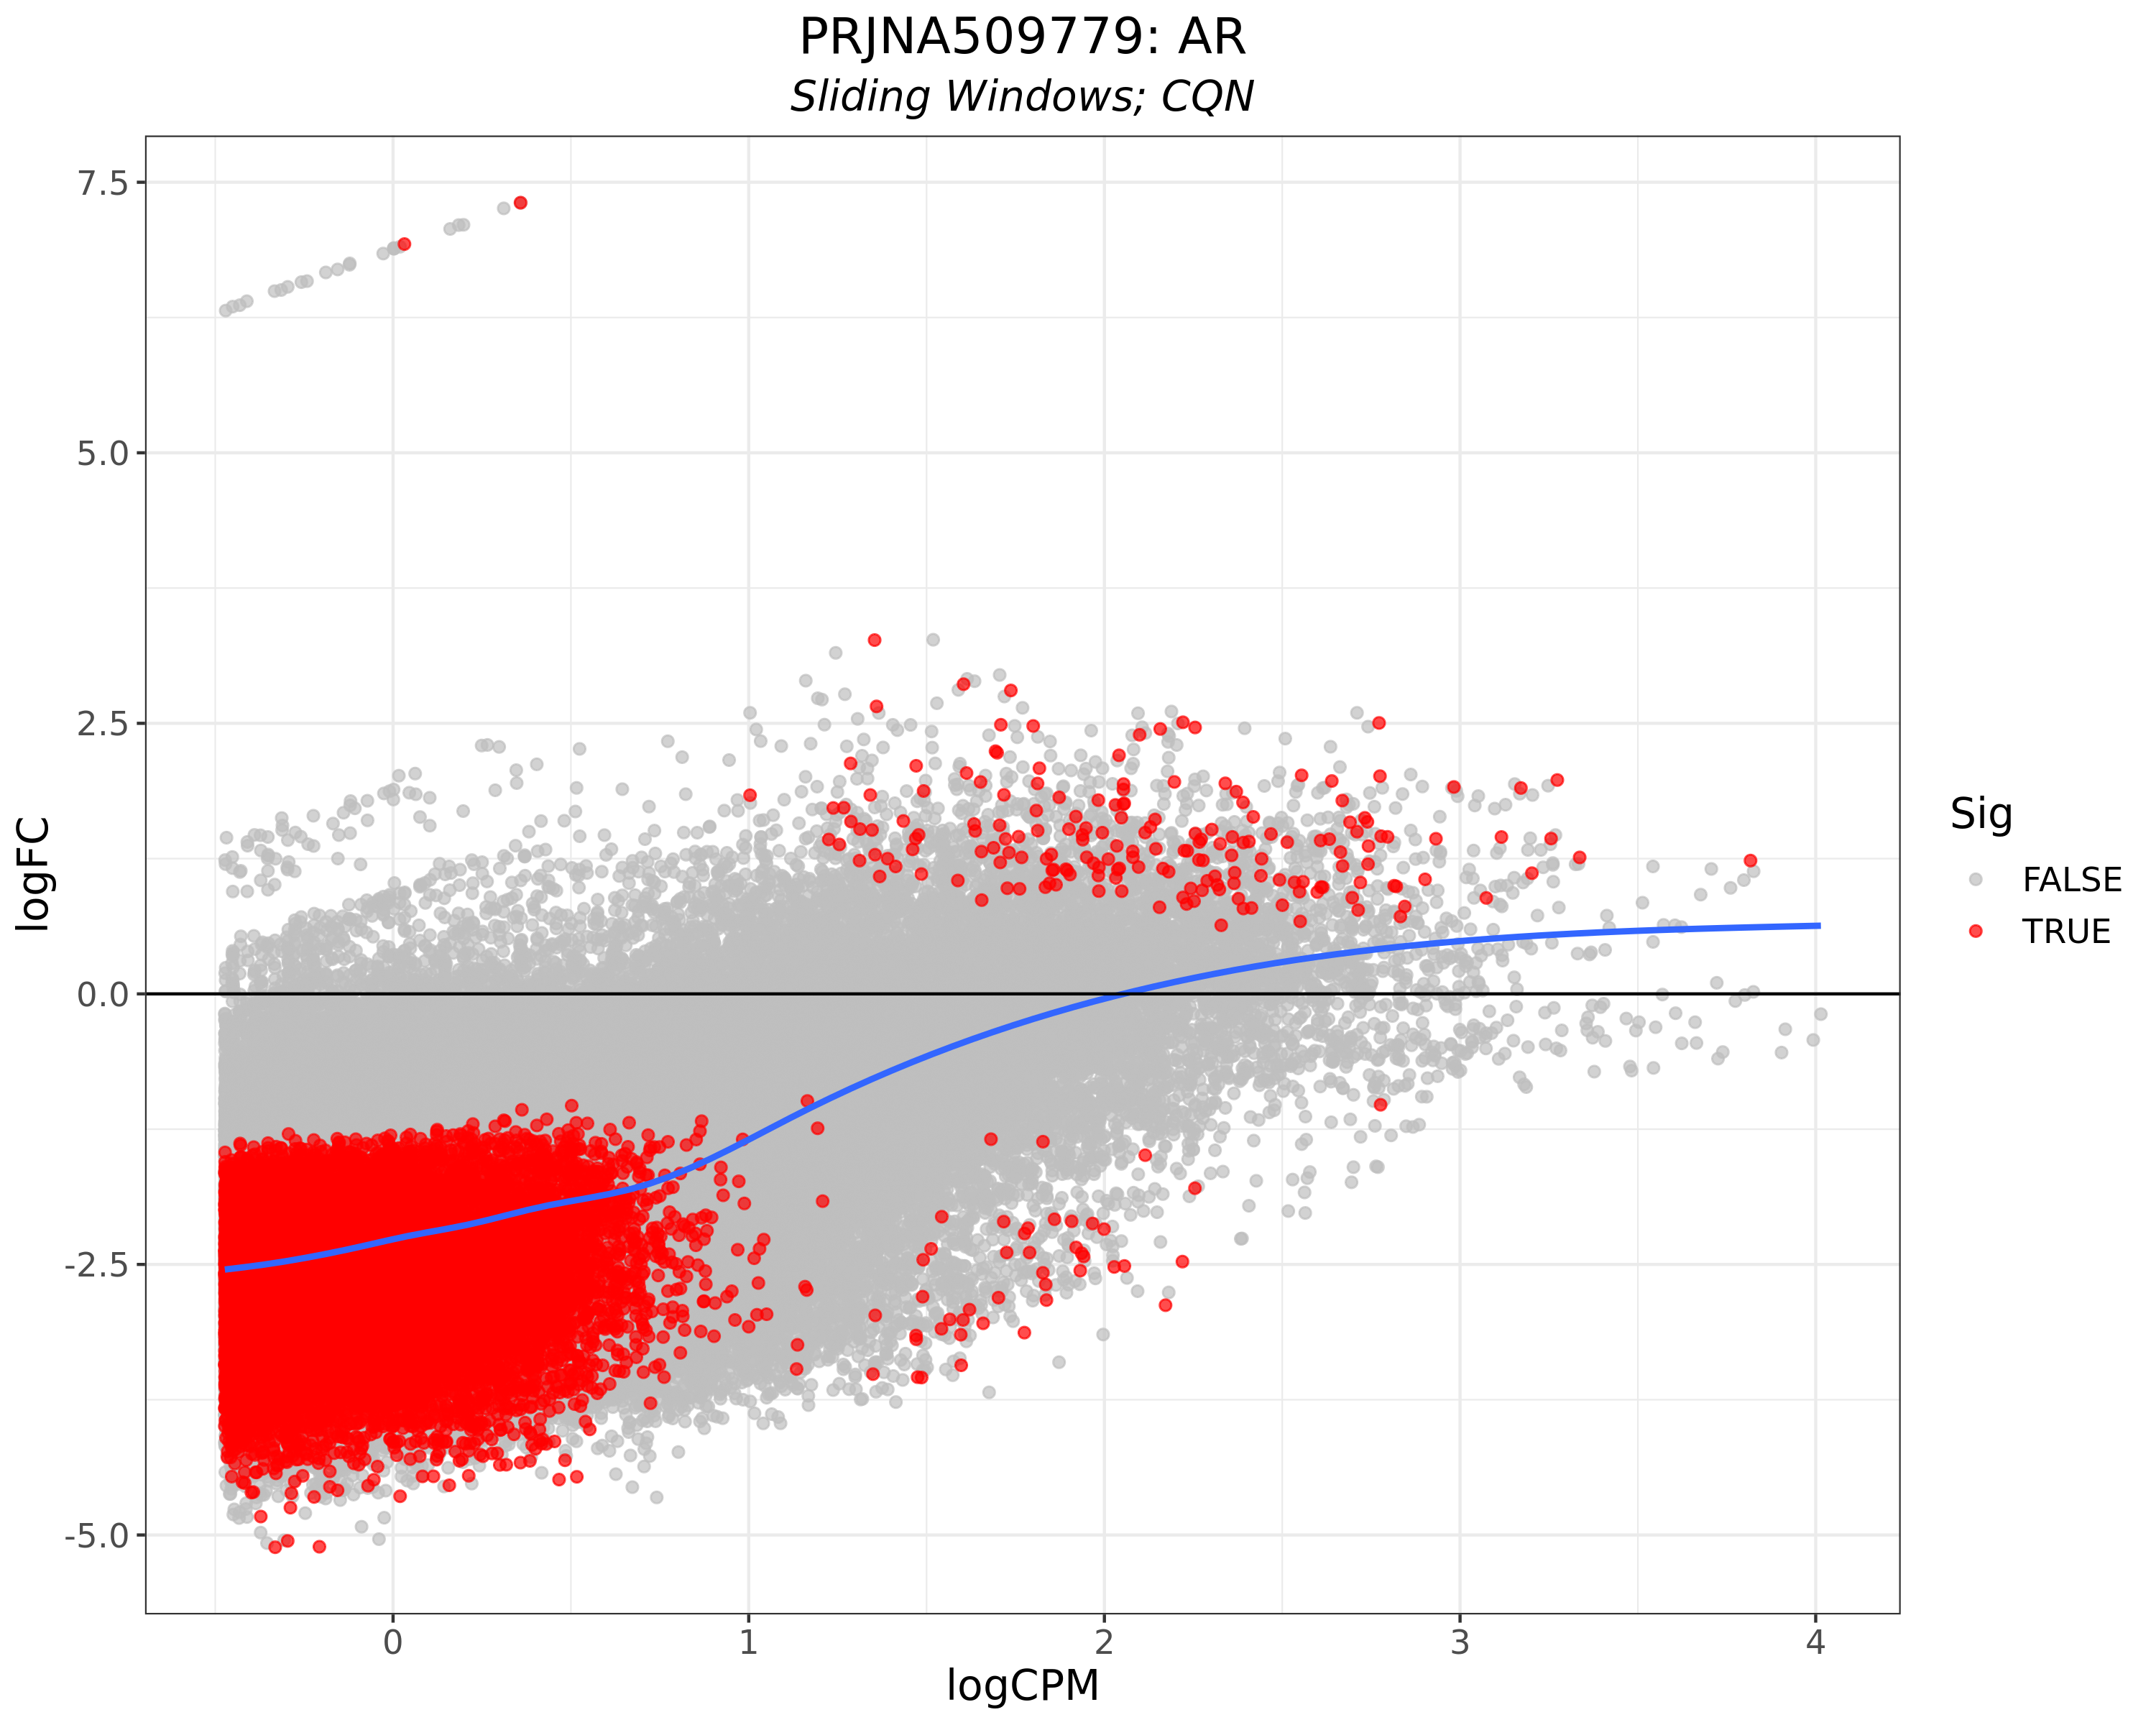 PRJNA509779: AR
Sliding Windows; CQN
7.5
5.0
2.5
0.0
-2.5
-5.0
logFC
0 1 2 3 4
logCPM
Sig
FALSE
TRUE